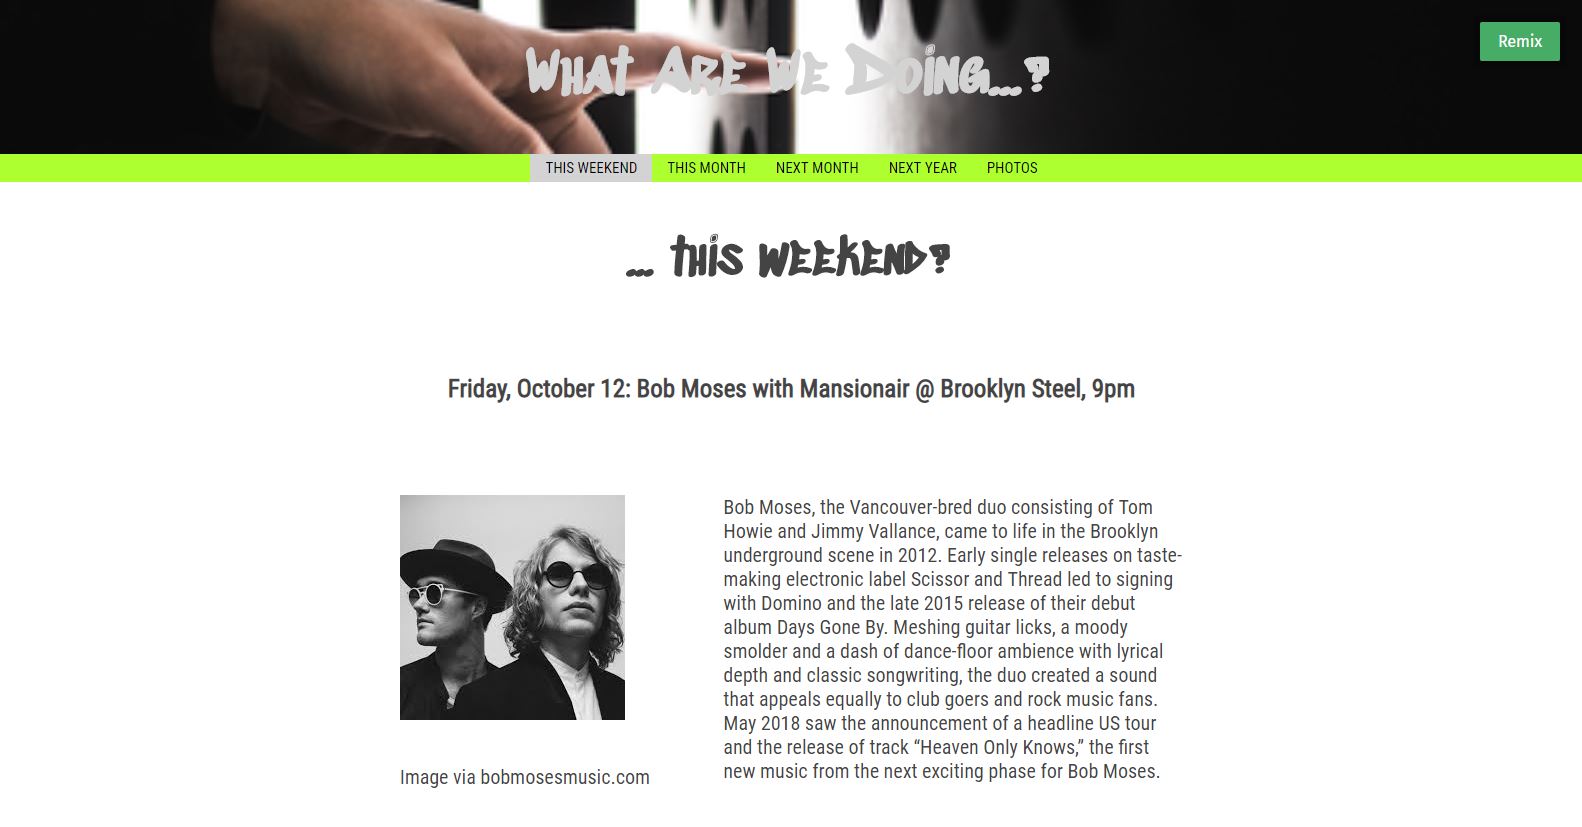 What Are We Doing...?
Remix
THIS WEEKEND THIS MONTH NEXT MONTH NEXT YEAR PHOTOS
... this weekend?
Friday, October 12: Bob Moses with Mansionair @ Brooklyn Steel, 9pm
Bob Moses, the Vancouver-bred duo consisting of Tom
Howie and Jimmy Vallance, came to life in the Brooklyn
underground scene in 2012. Early single releases on taste-
making electronic label Scissor and Thread led to signing
with Domino and the late 2015 release of their debut
album Days Gone By. Meshing guitar licks, a moody
smolder and a dash of dance-floor ambience with lyrical
depth and classic songwriting, the duo created a sound
that appeals equally to club goers and rock music fans.
May 2018 saw the announcement of a headline US tour
and the release of track “Heaven Only Knows,” the first
new music from the next exciting phase for Bob Moses.
Image via bobmosesmusic.com